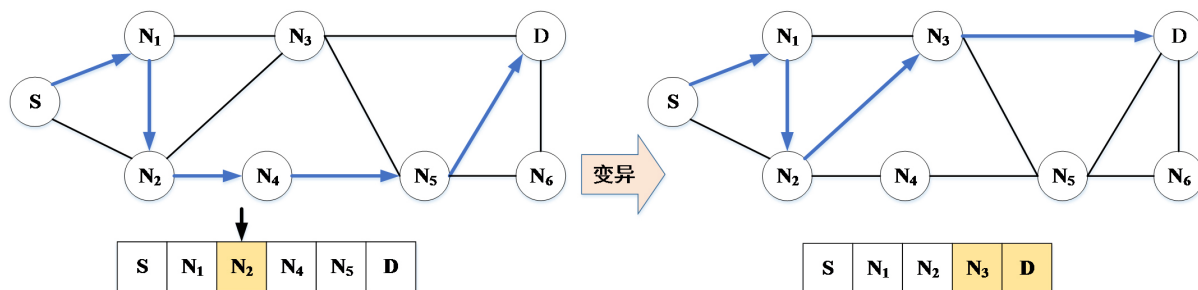 N₁ N₃ D N₁ N₃ D
S S
N₂ N₄ N₅ N₆ 变异 N₂ N₄ N₅ N₆
S N₁ N₂ N₄ N₅ D S N₁ N₂ N₃ D